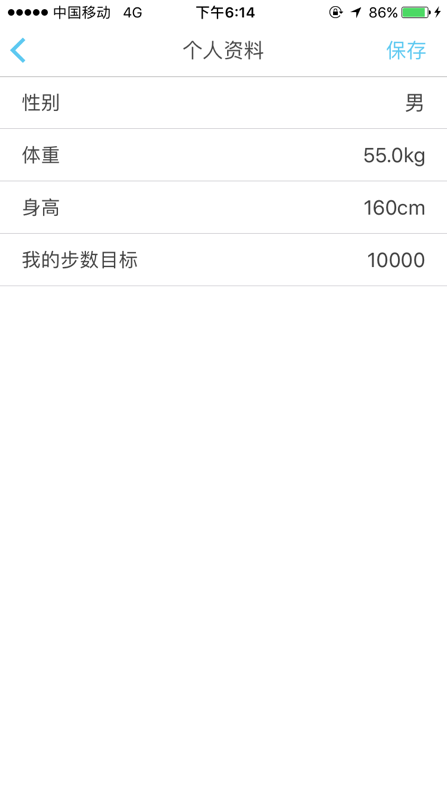 中国移动 4G 下午6:14 86%
个人资料 保存
性别 男
体重 55.0kg
身高 160cm
我的步数目标 10000